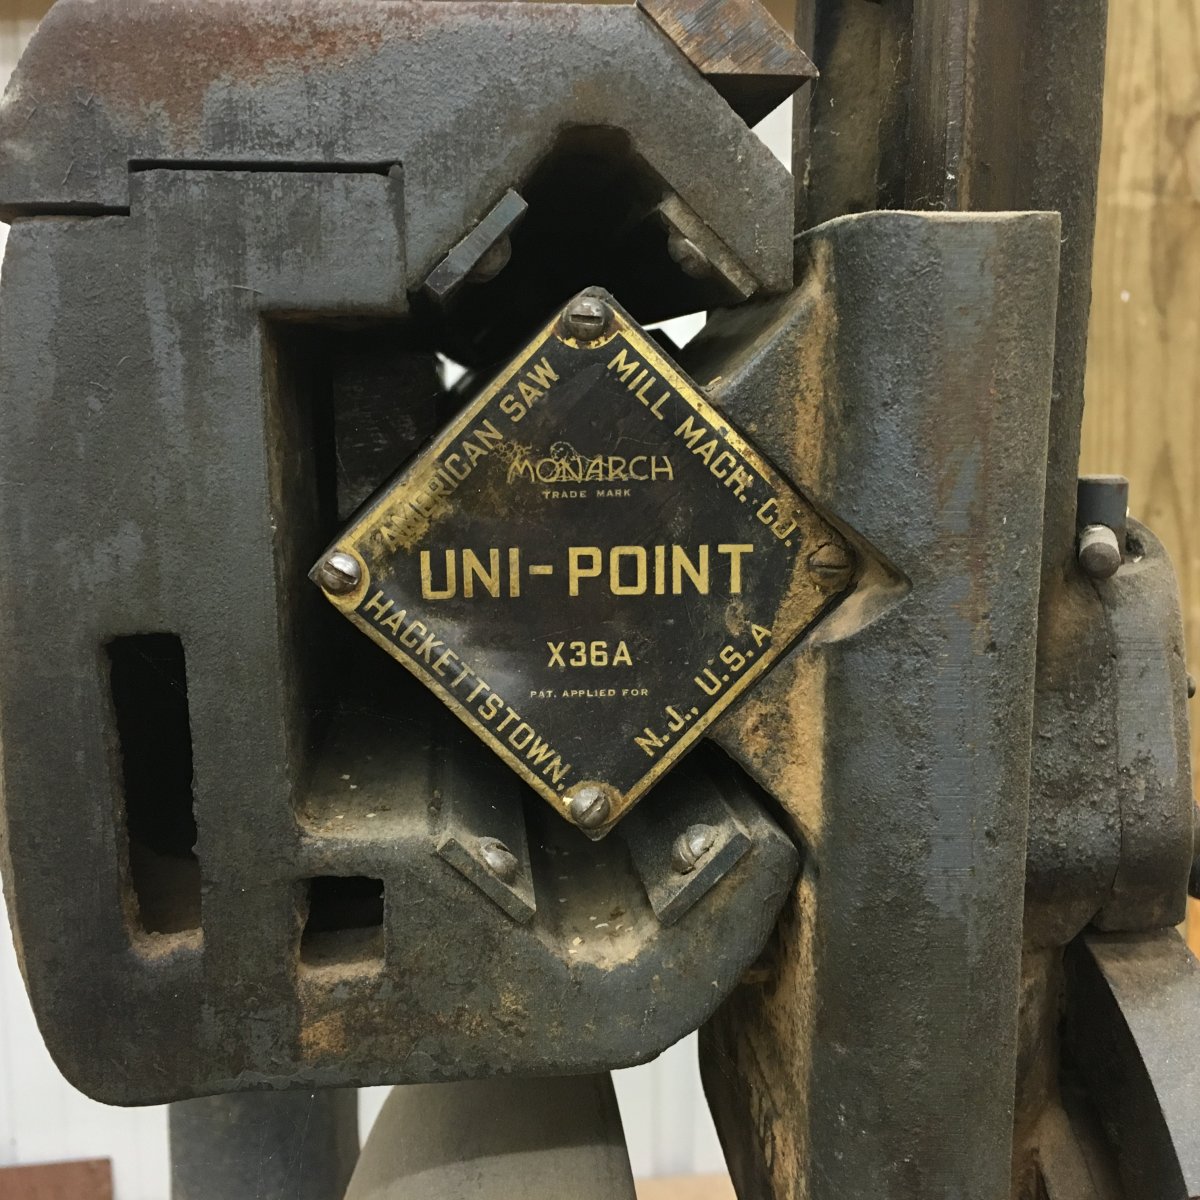 AMERICAN SAW
MILL MACH. CO.
MONARCH
TRADE MARK
UNI-POINT
X36A
PAT. APPLIED FOR
HACKETTSTOWN,
N.J., U.S.A